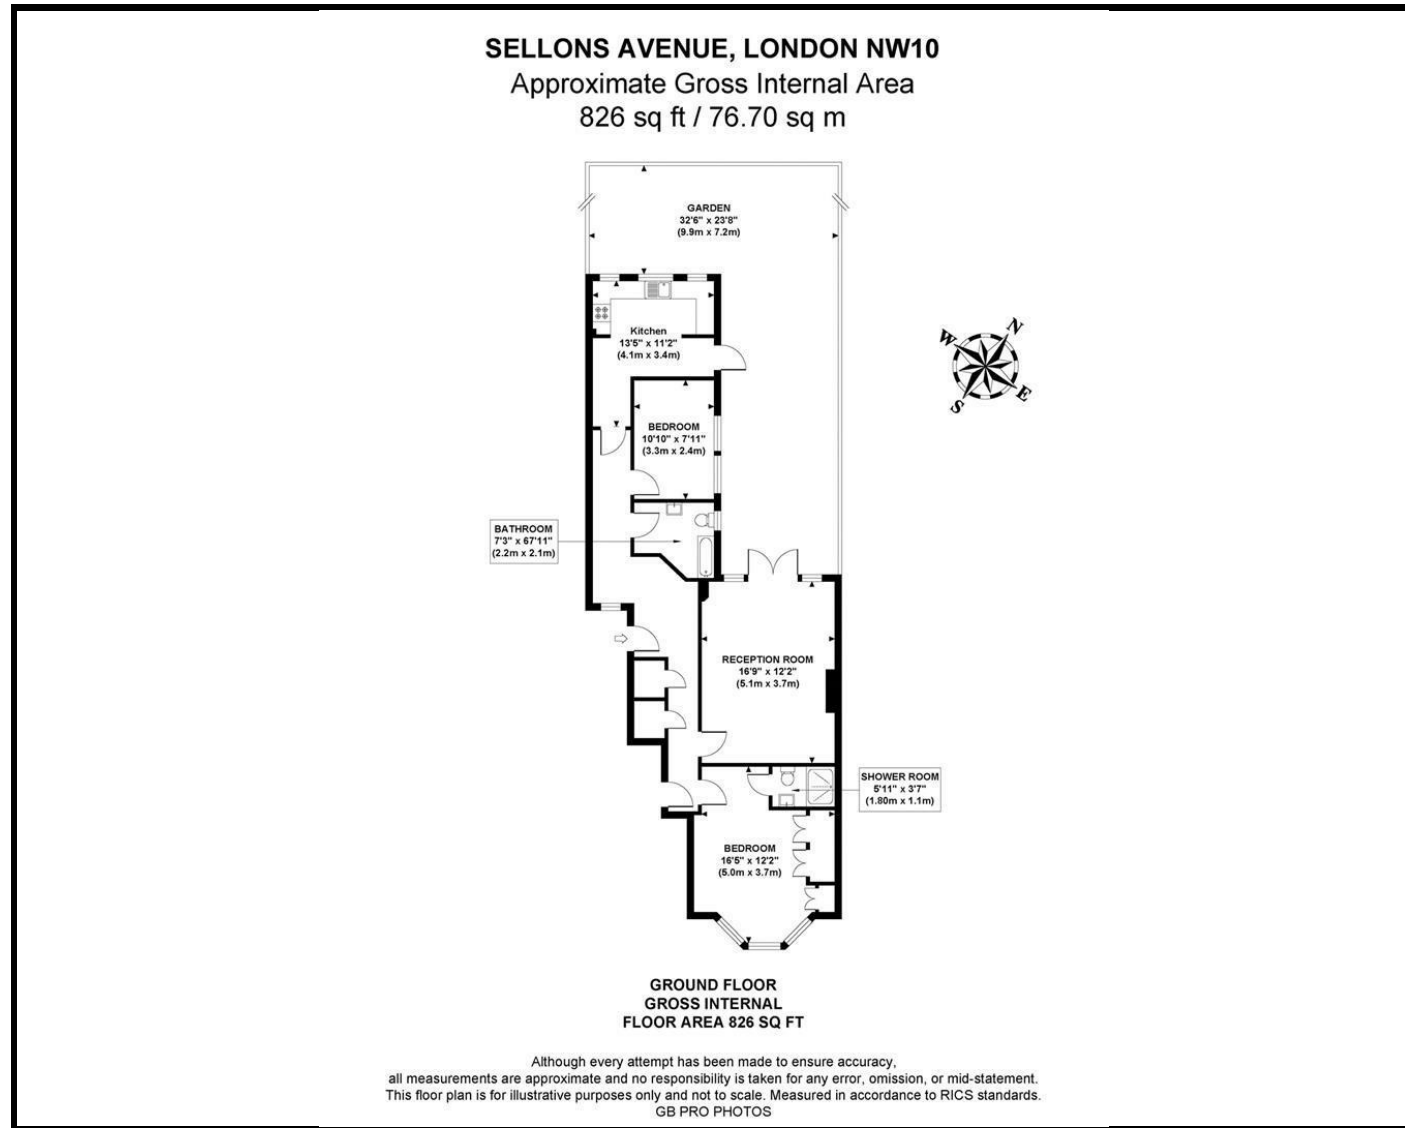 SELLONS AVENUE, LONDON NW10
Approximate Gross Internal Area
826 sq ft / 76.70 sq m
GARDEN
32'6" x 23'8"
(9.9m x 7.2m)
Kitchen
13'5" x 11'2"
(4.1m x 3.4m)
N
W
E
S
BEDROOM
10'10" x 7'11"
(3.3m x 2.4m)
BATHROOM
7'3" x 67'11"
(2.2m x 2.1m)
RECEPTION ROOM
16'9" x 12'2"
(5.1m x 3.7m)
SHOWER ROOM
5'11" x 3'7"
(1.80m x 1.1m)
BEDROOM
16'5" x 12'2"
(5.0m x 3.7m)
GROUND FLOOR
GROSS INTERNAL
FLOOR AREA 826 SQ FT
Although every attempt has been made to ensure accuracy,
all measurements are approximate and no responsibility is taken for any error, omission, or mid-statement.
This floor plan is for illustrative purposes only and not to scale. Measured in accordance to RICS standards.
GB PRO PHOTOS